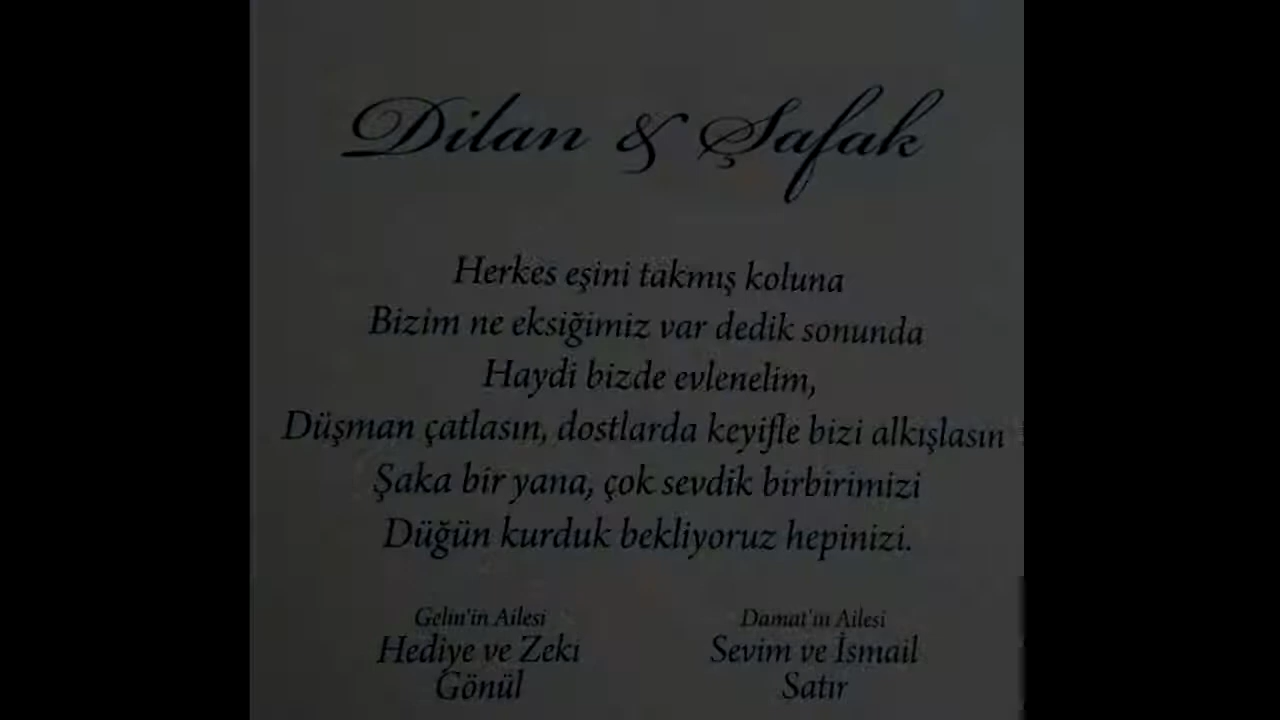 Dilan & Şafak
Herkes eşini takmış koluna
Bizim ne eksiğimiz var dedik sonunda
Haydi bizde evlenelim,
Düşman çatlasın, dostlarda keyifle bizi alkışlasın
Şaka bir yana, çok sevdik birbirimizi
Düğün kurduk bekliyoruz hepinizi.
Gelin'in Ailesi
Hediye ve Zeki
Gönül
Damat'ın Ailesi
Sevim ve İsmail
Satır